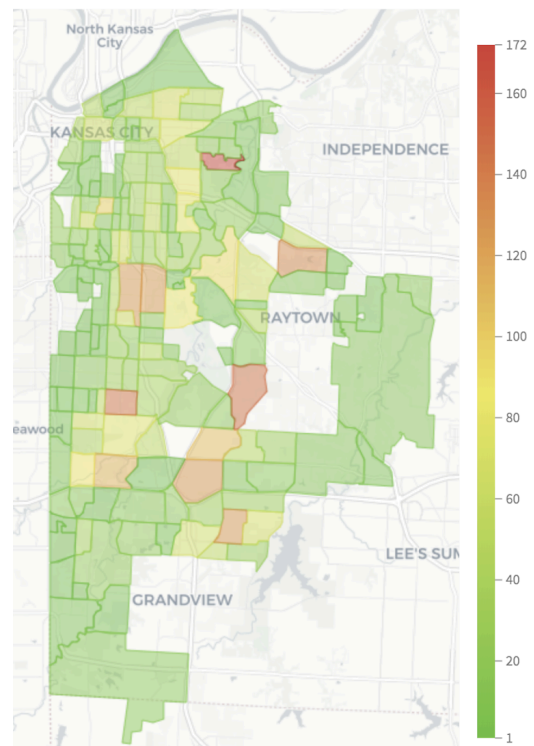 North Kansas
City
KANSAS CITY
INDEPENDENCE
RAYTOWN
eawood
LEE'S SUM
GRANDVIEW
172
160
140
120
100
80
60
40
20
1